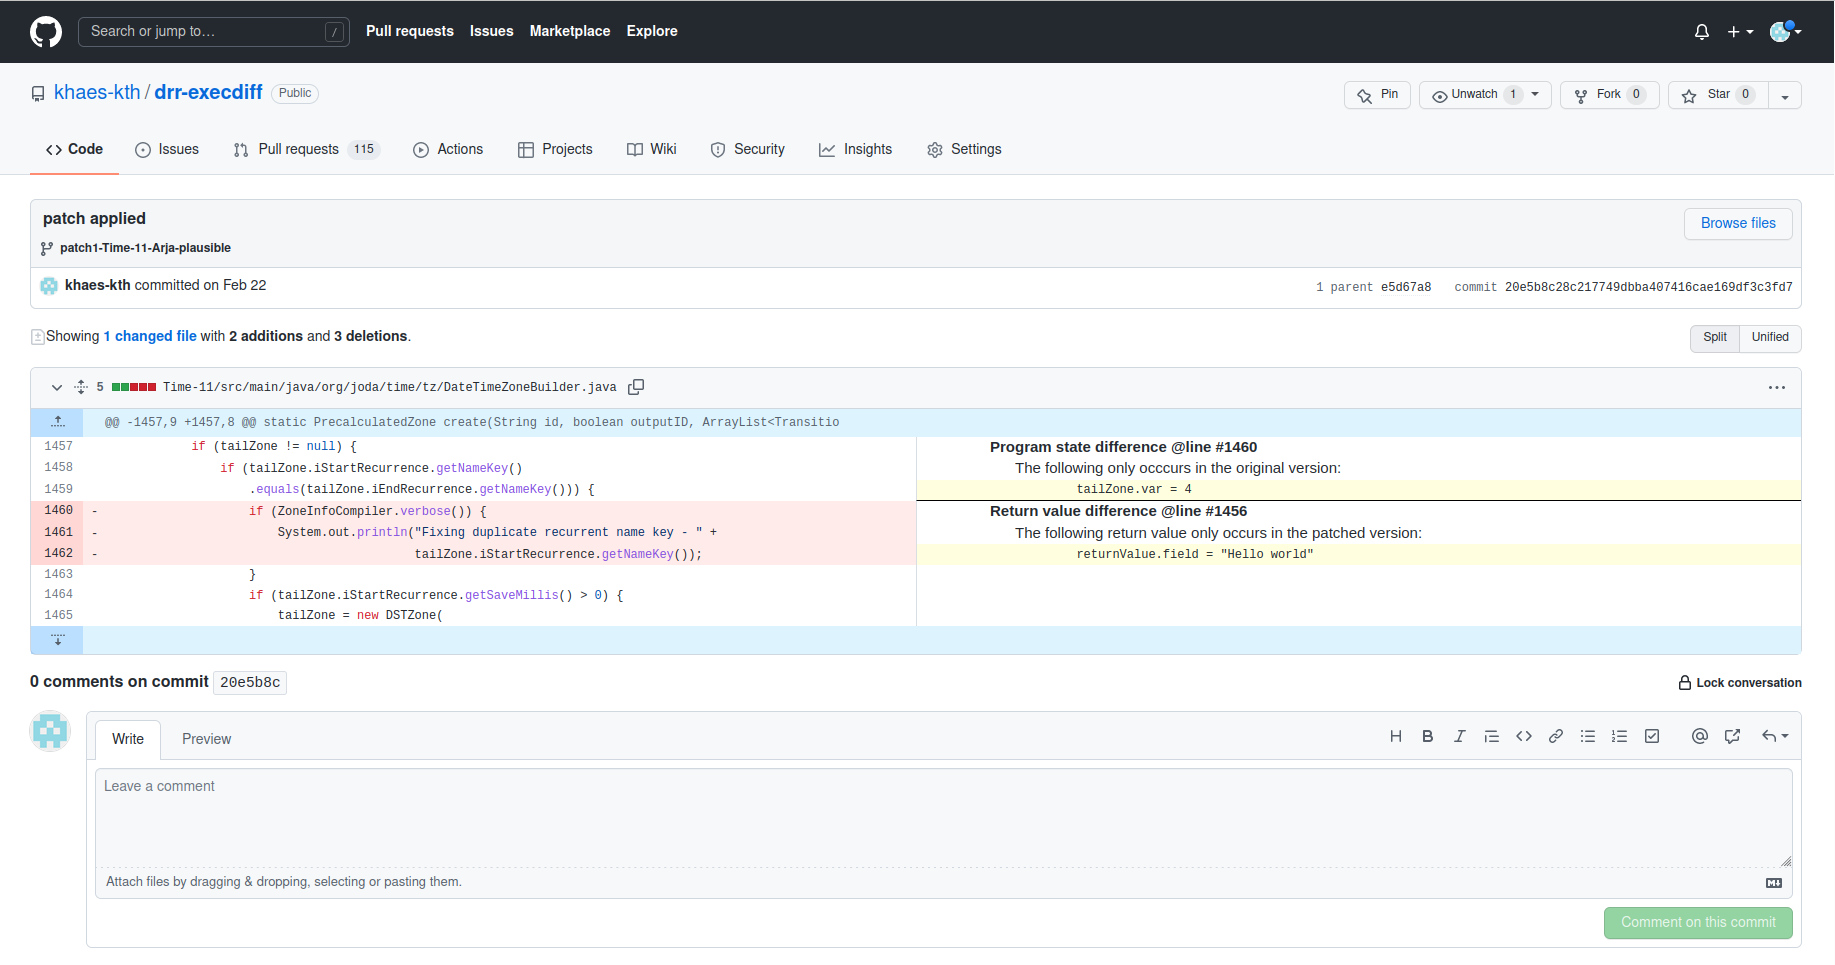 Search or jump to… / Pull requests Issues Marketplace Explore
khaes-kth / drr-execdiff Public Pin Unwatch 1 Fork 0 Star 0
Code Issues Pull requests 115 Actions Projects Wiki Security Insights Settings
patch applied
Browse files
patch1-Time-11-Arja-plausible
khaes-kth committed on Feb 22 1 parent e5d67a8 commit 20e5b8c28c217749dbba407416cae169df3c3fd7
Showing 1 changed file with 2 additions and 3 deletions. Split Unified
5 Time-11/src/main/java/org/joda/time/tz/DateTimeZoneBuilder.java
@@ -1457,9 +1457,8 @@ static PrecalculatedZone create(String id, boolean outputID, ArrayList<Transitio
1457 if (tailZone != null) { Program state difference @line #1460
1458 if (tailZone.iStartRecurrence.getNameKey() The following only occcurs in the original version:
1459 .equals(tailZone.iEndRecurrence.getNameKey())) { tailZone.var = 4
1460 - if (ZoneInfoCompiler.verbose()) { Return value difference @line #1456
1461 - System.out.println("Fixing duplicate recurrent name key - " + The following return value only occurs in the patched version:
1462 - tailZone.iStartRecurrence.getNameKey()); returnValue.field = "Hello world"
1463 }
1464 if (tailZone.iStartRecurrence.getSaveMillis() > 0) {
1465 tailZone = new DSTZone(
0 comments on commit 20e5b8c Lock conversation
Write Preview
Leave a comment
Attach files by dragging & dropping, selecting or pasting them.
Comment on this commit